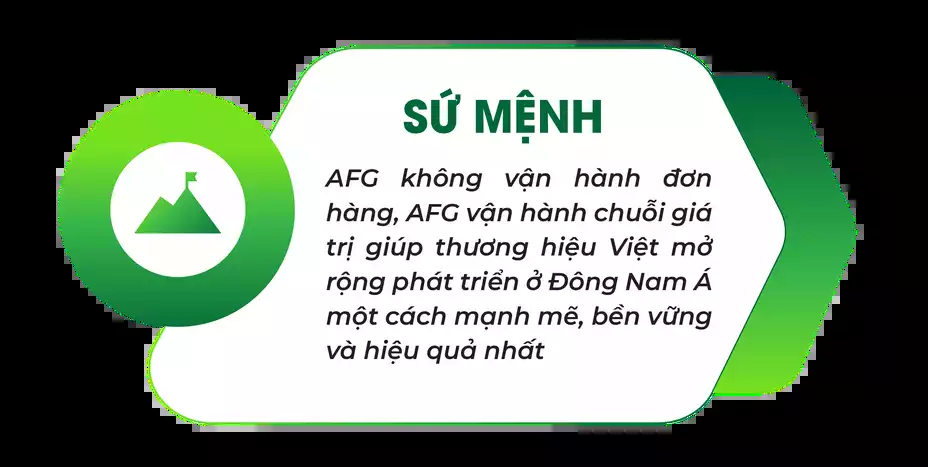 SỨ MỆNH
AFG không vận hành đơn
hàng, AFG vận hành chuỗi giá
trị giúp thương hiệu Việt mở
rộng phát triển ở Đông Nam Á
một cách mạnh mẽ, bền vững
và hiệu quả nhất